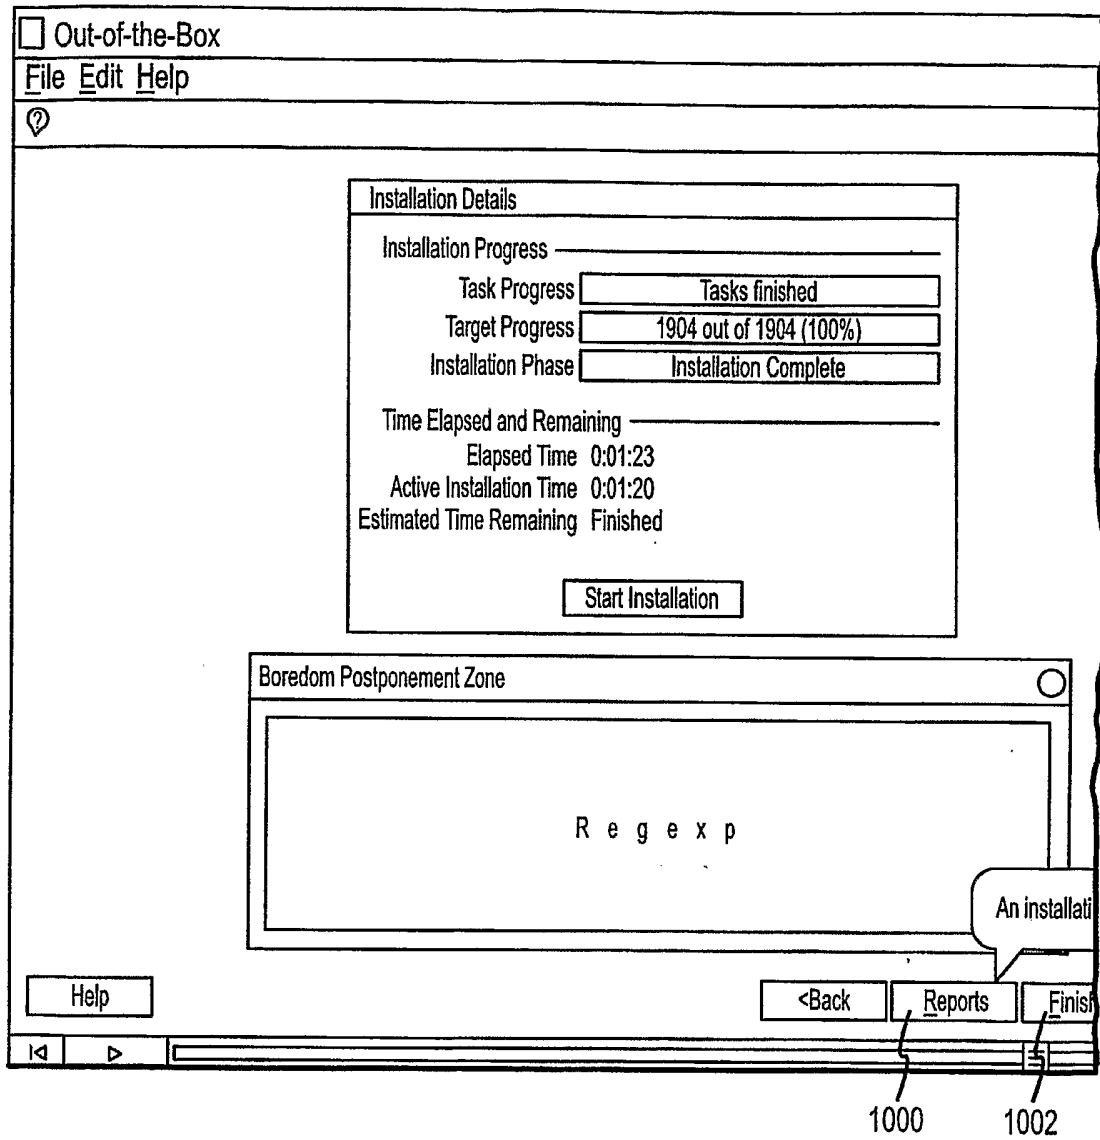 Out-of-the-Box
File Edit Help
?
Installation Details
Installation Progress
Task Progress Tasks finished
Target Progress 1904 out of 1904 (100%)
Installation Phase Installation Complete
Time Elapsed and Remaining
Elapsed Time 0:01:23
Active Installation Time 0:01:20
Estimated Time Remaining Finished
Start Installation
Boredom Postponement Zone
R e g e x p
An installati
Help <Back Reports Finish
1000 1002